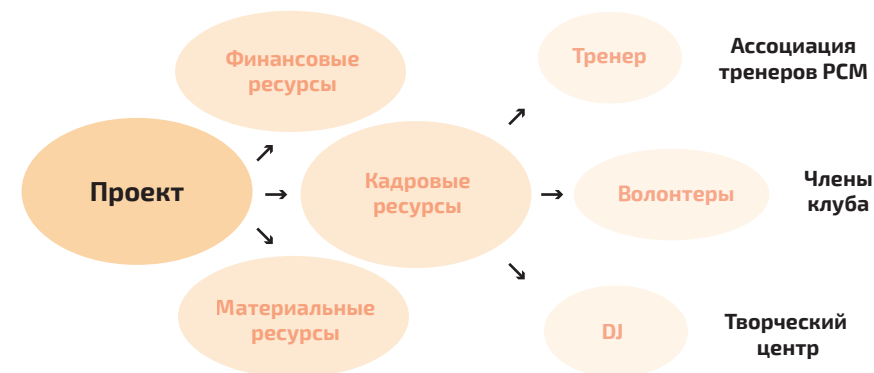 Проект
Финансовые
ресурсы
Кадровые
ресурсы
Материальные
ресурсы
Тренер
Ассоциация
тренеров РСМ
Волонтеры
Члены
клуба
DJ
Творческий
центр